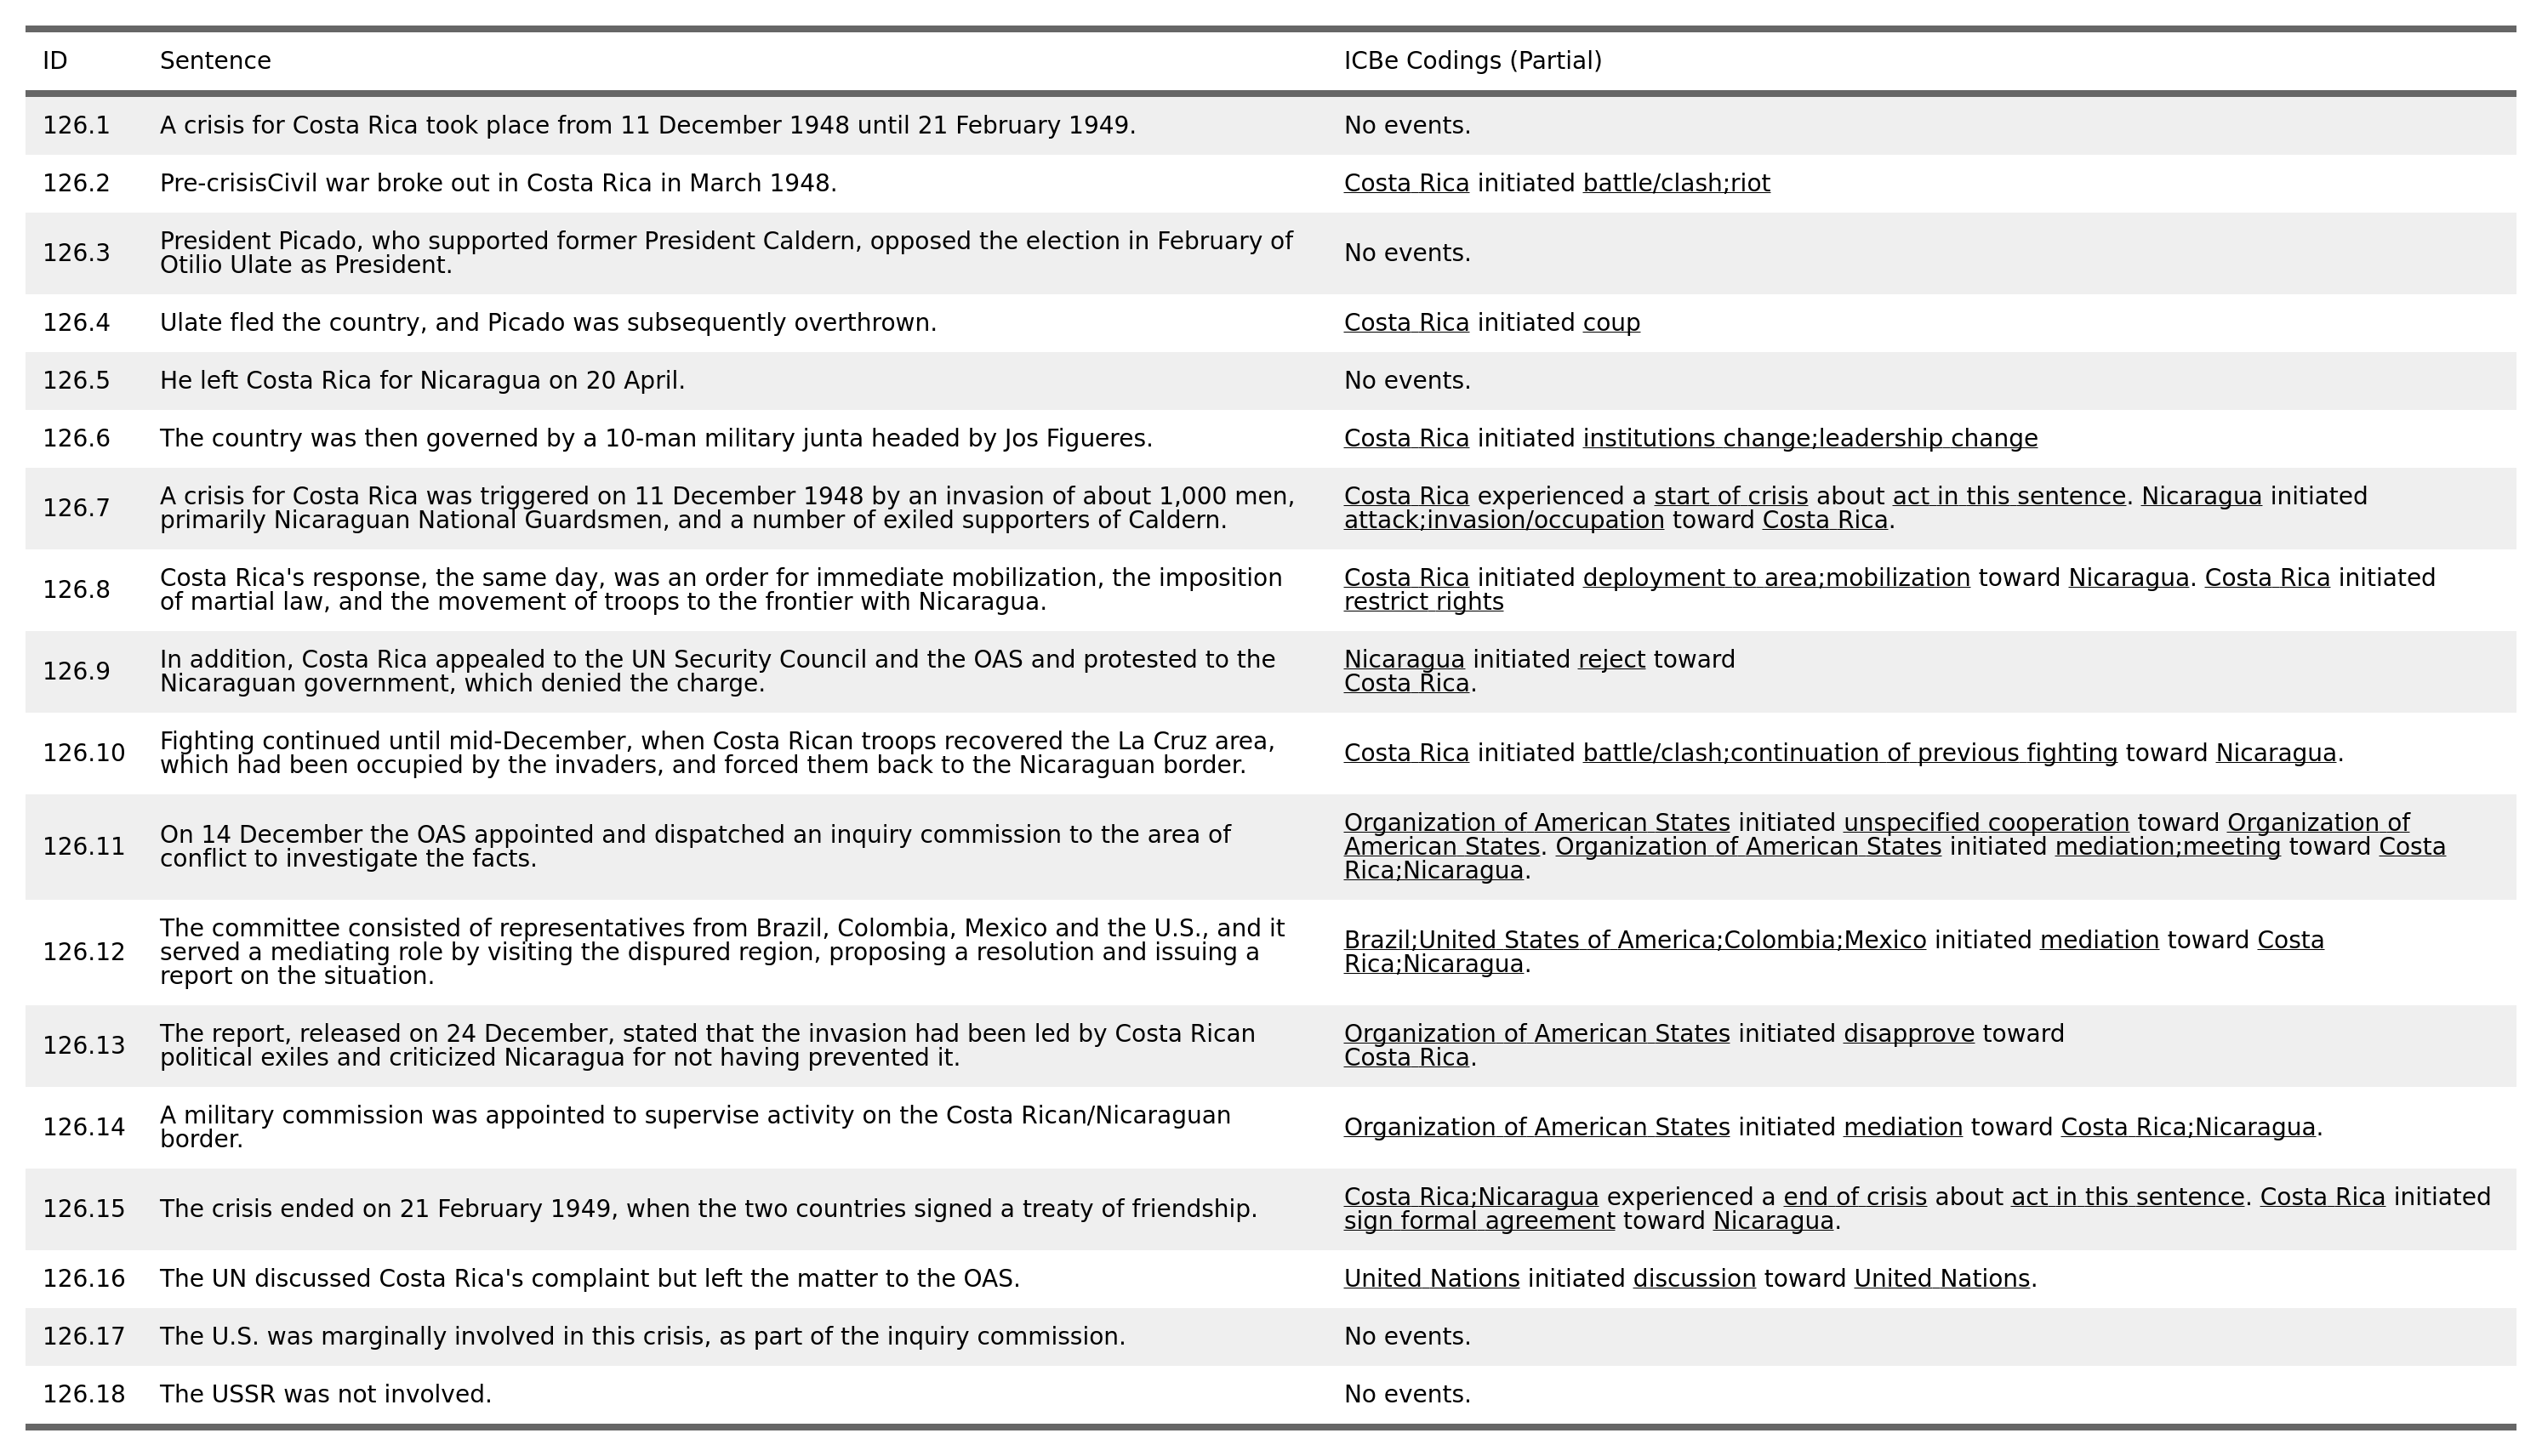 ID Sentence ICBe Codings (Partial)
126.1 A crisis for Costa Rica took place from 11 December 1948 until 21 February 1949. No events.
126.2 Pre-crisisCivil war broke out in Costa Rica in March 1948. Costa Rica initiated battle/clash;riot
126.3 President Picado, who supported former President Caldern, opposed the election in February of
Otilio Ulate as President. No events.
126.4 Ulate fled the country, and Picado was subsequently overthrown. Costa Rica initiated coup
126.5 He left Costa Rica for Nicaragua on 20 April. No events.
126.6 The country was then governed by a 10-man military junta headed by Jos Figueres. Costa Rica initiated institutions change;leadership change
126.7 A crisis for Costa Rica was triggered on 11 December 1948 by an invasion of about 1,000 men,
primarily Nicaraguan National Guardsmen, and a number of exiled supporters of Caldern.
Costa Rica experienced a start of crisis about act in this sentence. Nicaragua initiated
attack;invasion/occupation toward Costa Rica.
126.8 Costa Rica's response, the same day, was an order for immediate mobilization, the imposition
of martial law, and the movement of troops to the frontier with Nicaragua.
Costa Rica initiated deployment to area;mobilization toward Nicaragua. Costa Rica initiated
restrict rights
126.9 In addition, Costa Rica appealed to the UN Security Council and the OAS and protested to the
Nicaraguan government, which denied the charge.
Nicaragua initiated reject toward
Costa Rica.
126.10 Fighting continued until mid-December, when Costa Rican troops recovered the La Cruz area,
which had been occupied by the invaders, and forced them back to the Nicaraguan border.
Costa Rica initiated battle/clash;continuation of previous fighting toward Nicaragua.
126.11 On 14 December the OAS appointed and dispatched an inquiry commission to the area of
conflict to investigate the facts.
Organization of American States initiated unspecified cooperation toward Organization of
American States. Organization of American States initiated mediation;meeting toward Costa
Rica;Nicaragua.
126.12 The committee consisted of representatives from Brazil, Colombia, Mexico and the U.S., and it
served a mediating role by visiting the dispured region, proposing a resolution and issuing a
report on the situation.
Brazil;United States of America;Colombia;Mexico initiated mediation toward Costa
Rica;Nicaragua.
126.13 The report, released on 24 December, stated that the invasion had been led by Costa Rican
political exiles and criticized Nicaragua for not having prevented it.
Organization of American States initiated disapprove toward
Costa Rica.
126.14 A military commission was appointed to supervise activity on the Costa Rican/Nicaraguan
border.
Organization of American States initiated mediation toward Costa Rica;Nicaragua.
126.15 The crisis ended on 21 February 1949, when the two countries signed a treaty of friendship.
Costa Rica;Nicaragua experienced a end of crisis about act in this sentence. Costa Rica initiated
sign formal agreement toward Nicaragua.
126.16 The UN discussed Costa Rica's complaint but left the matter to the OAS. United Nations initiated discussion toward United Nations.
126.17 The U.S. was marginally involved in this crisis, as part of the inquiry commission. No events.
126.18 The USSR was not involved. No events.